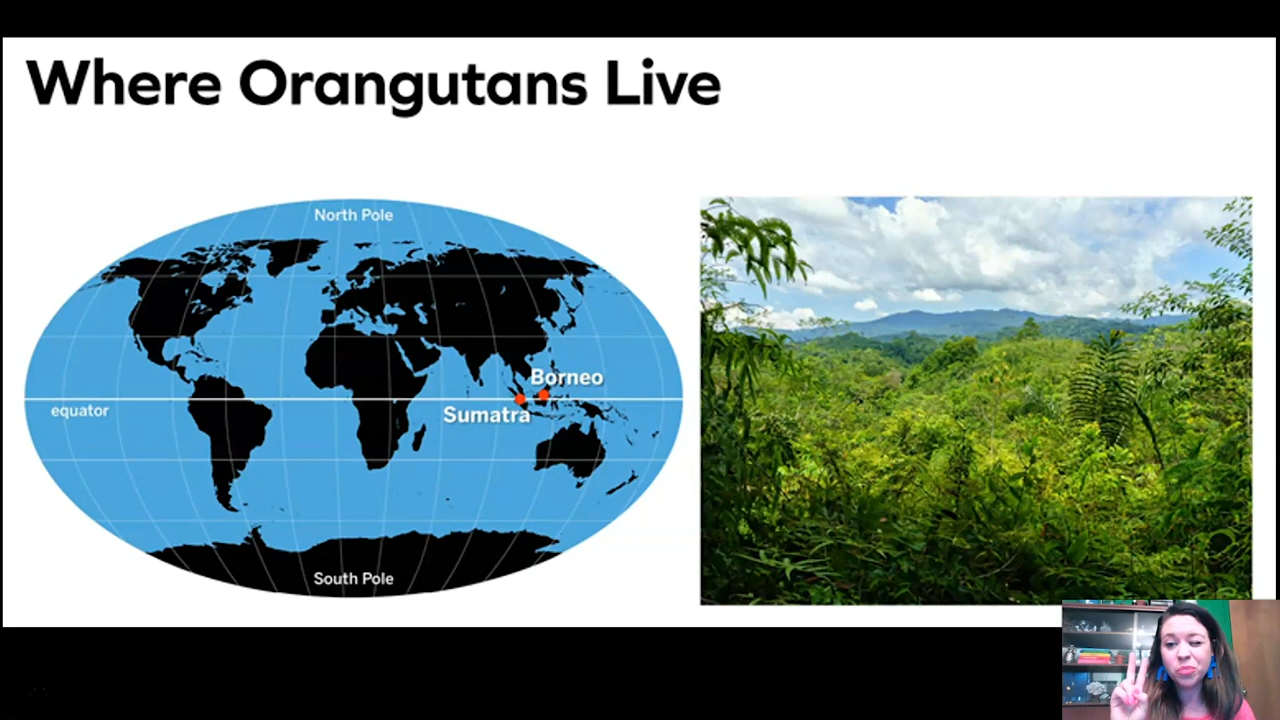 Where Orangutans Live
North Pole
Borneo
equator
Sumatra
South Pole